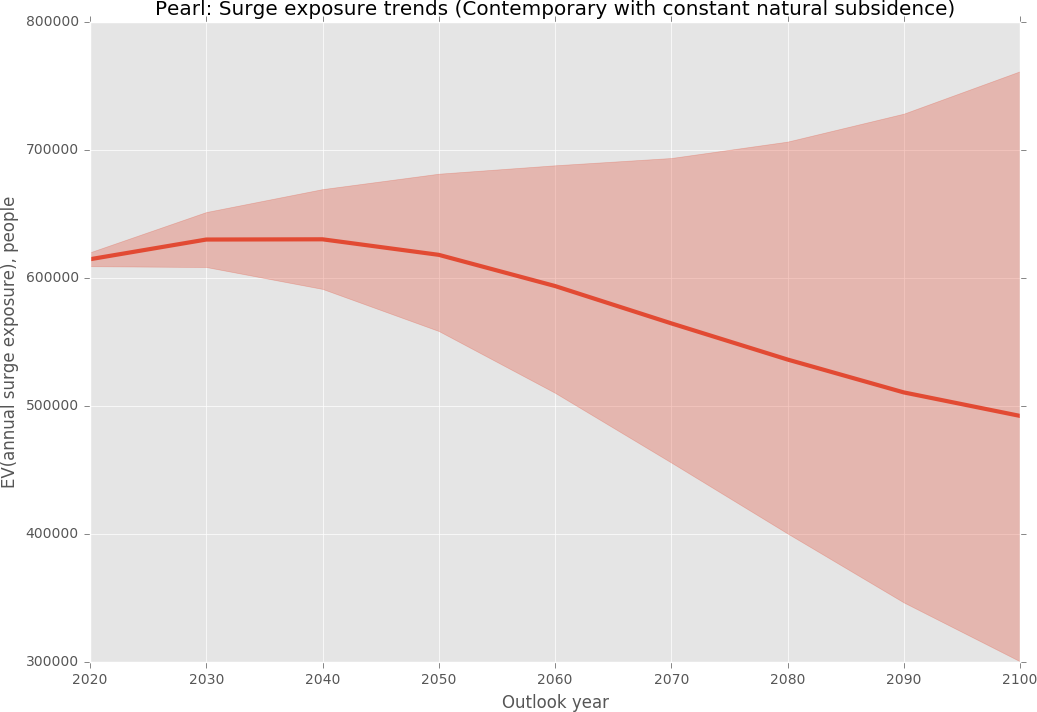 Pearl: Surge exposure trends (Contemporary with constant natural subsidence)
EV(annual surge exposure), people
800000
700000
600000
500000
400000
300000
2020 2030 2040 2050 2060 2070 2080 2090 2100
Outlook year